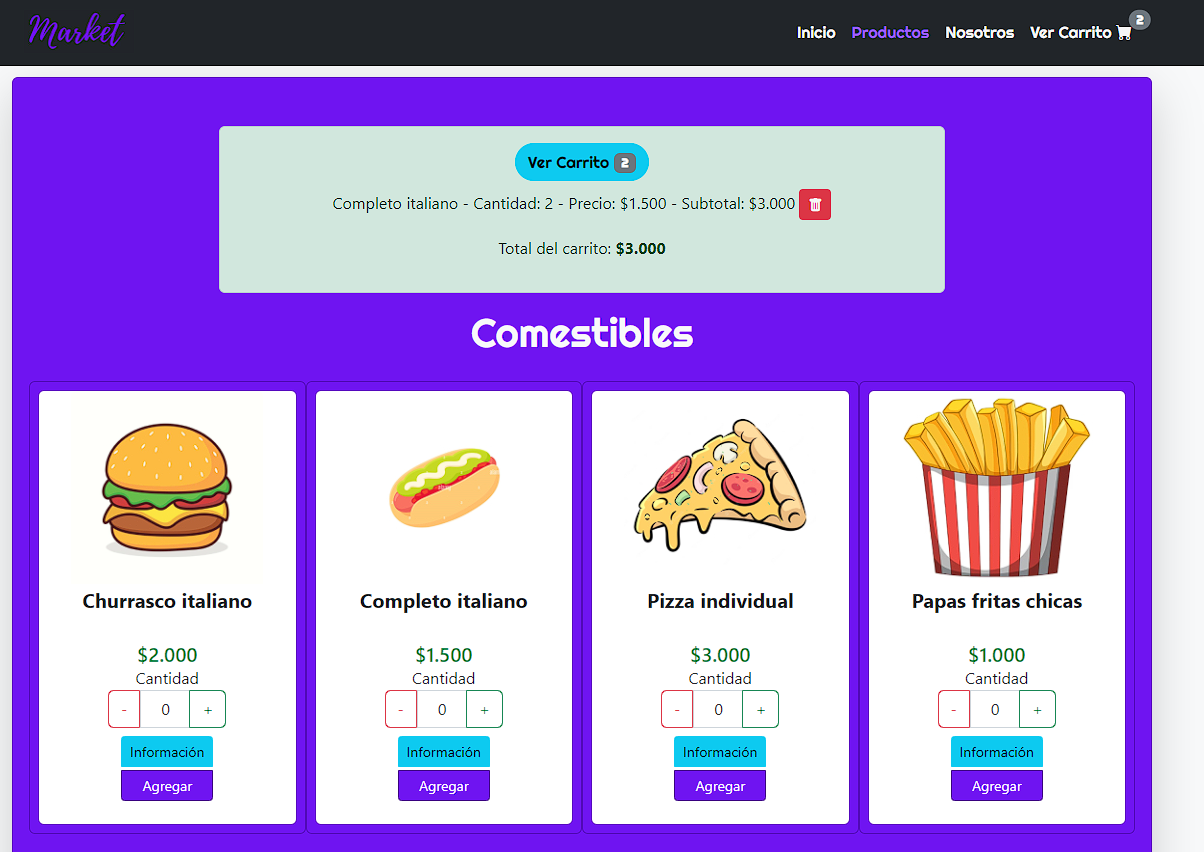 Market
Inicio Productos Nosotros Ver Carrito 2
Ver Carrito 2
Completo italiano - Cantidad: 2 - Precio: $1.500 - Subtotal: $3.000
Total del carrito: $3.000
Comestibles
Churrasco italiano
$2.000
Cantidad
- 0 +
Información
Agregar
Completo italiano
$1.500
Cantidad
- 0 +
Información
Agregar
Pizza individual
$3.000
Cantidad
- 0 +
Información
Agregar
Papas fritas chicas
$1.000
Cantidad
- 0 +
Información
Agregar